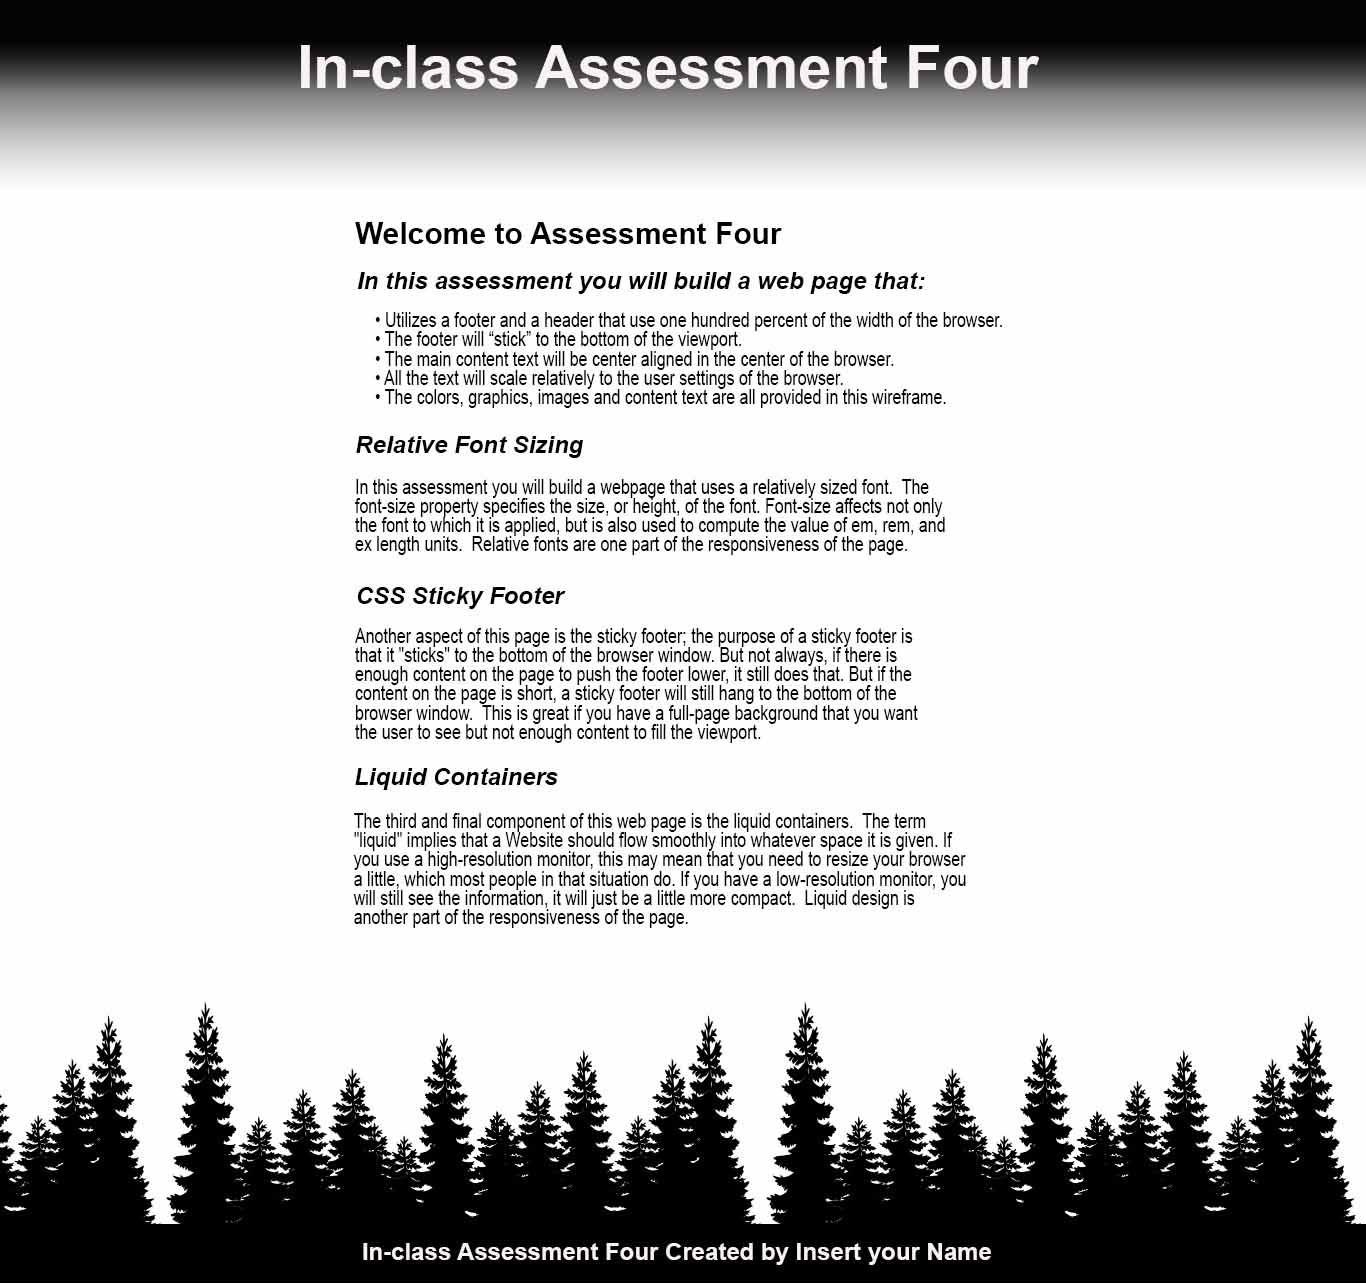 In-class Assessment Four
Welcome to Assessment Four
In this assessment you will build a web page that:
• Utilizes a footer and a header that use one hundred percent of the width of the browser.
• The footer will “stick” to the bottom of the viewport.
• The main content text will be center aligned in the center of the browser.
• All the text will scale relatively to the user settings of the browser.
• The colors, graphics, images and content text are all provided in this wireframe.
Relative Font Sizing
In this assessment you will build a webpage that uses a relatively sized font.  The
font-size property specifies the size, or height, of the font. Font-size affects not only
the font to which it is applied, but is also used to compute the value of em, rem, and
ex length units.  Relative fonts are one part of the responsiveness of the page.
CSS Sticky Footer
Another aspect of this page is the sticky footer; the purpose of a sticky footer is
that it "sticks" to the bottom of the browser window. But not always, if there is
enough content on the page to push the footer lower, it still does that. But if the
content on the page is short, a sticky footer will still hang to the bottom of the
browser window.  This is great if you have a full-page background that you want
the user to see but not enough content to fill the viewport.
Liquid Containers
The third and final component of this web page is the liquid containers.  The term
"liquid" implies that a Website should flow smoothly into whatever space it is given. If
you use a high-resolution monitor, this may mean that you need to resize your browser
a little, which most people in that situation do. If you have a low-resolution monitor, you
will still see the information, it will just be a little more compact.  Liquid design is
another part of the responsiveness of the page.
In-class Assessment Four Created by Insert your Name